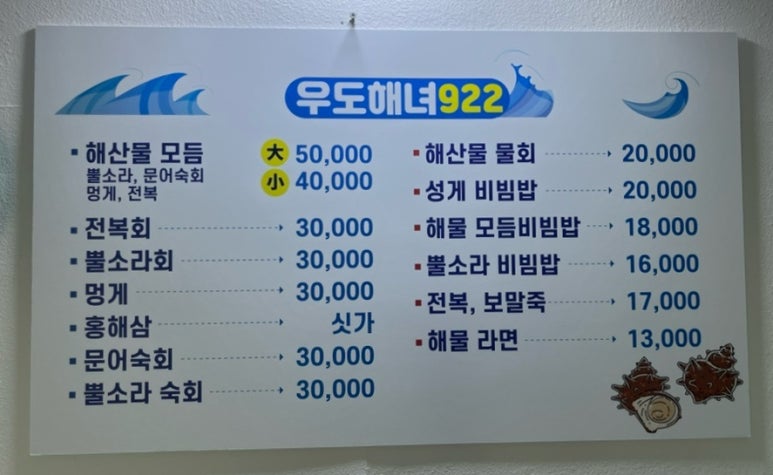 우도해녀922
해산물 모듬 大 50,000
뿔소라, 문어숙회 小 40,000
멍게, 전복
전복회 30,000
뿔소라회 30,000
멍게 30,000
홍해삼 싯가
문어숙회 30,000
뿔소라 숙회 30,000
해산물 물회 20,000
성게 비빔밥 20,000
해물 모듬비빔밥 18,000
뿔소라 비빔밥 16,000
전복, 보말죽 17,000
해물 라면 13,000